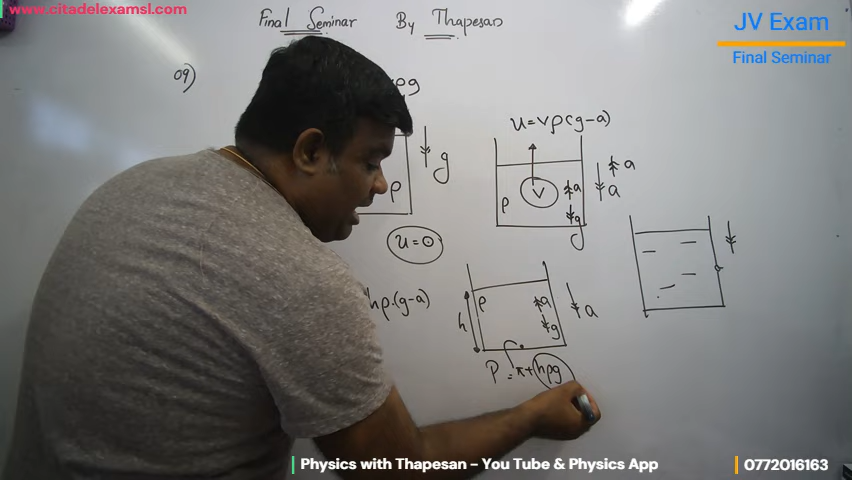 www.citadelexamsl.com
Final Seminar By Thapesan
JV Exam
Final Seminar
09)
ρg
g
ρ
u = 0
u = vρ(g-a)
v
ρ
a
g
a
a
hρ.(g-a)
h
ρ
a
g
a
P = π + hρg
Physics with Thapesan – You Tube & Physics App
0772016163